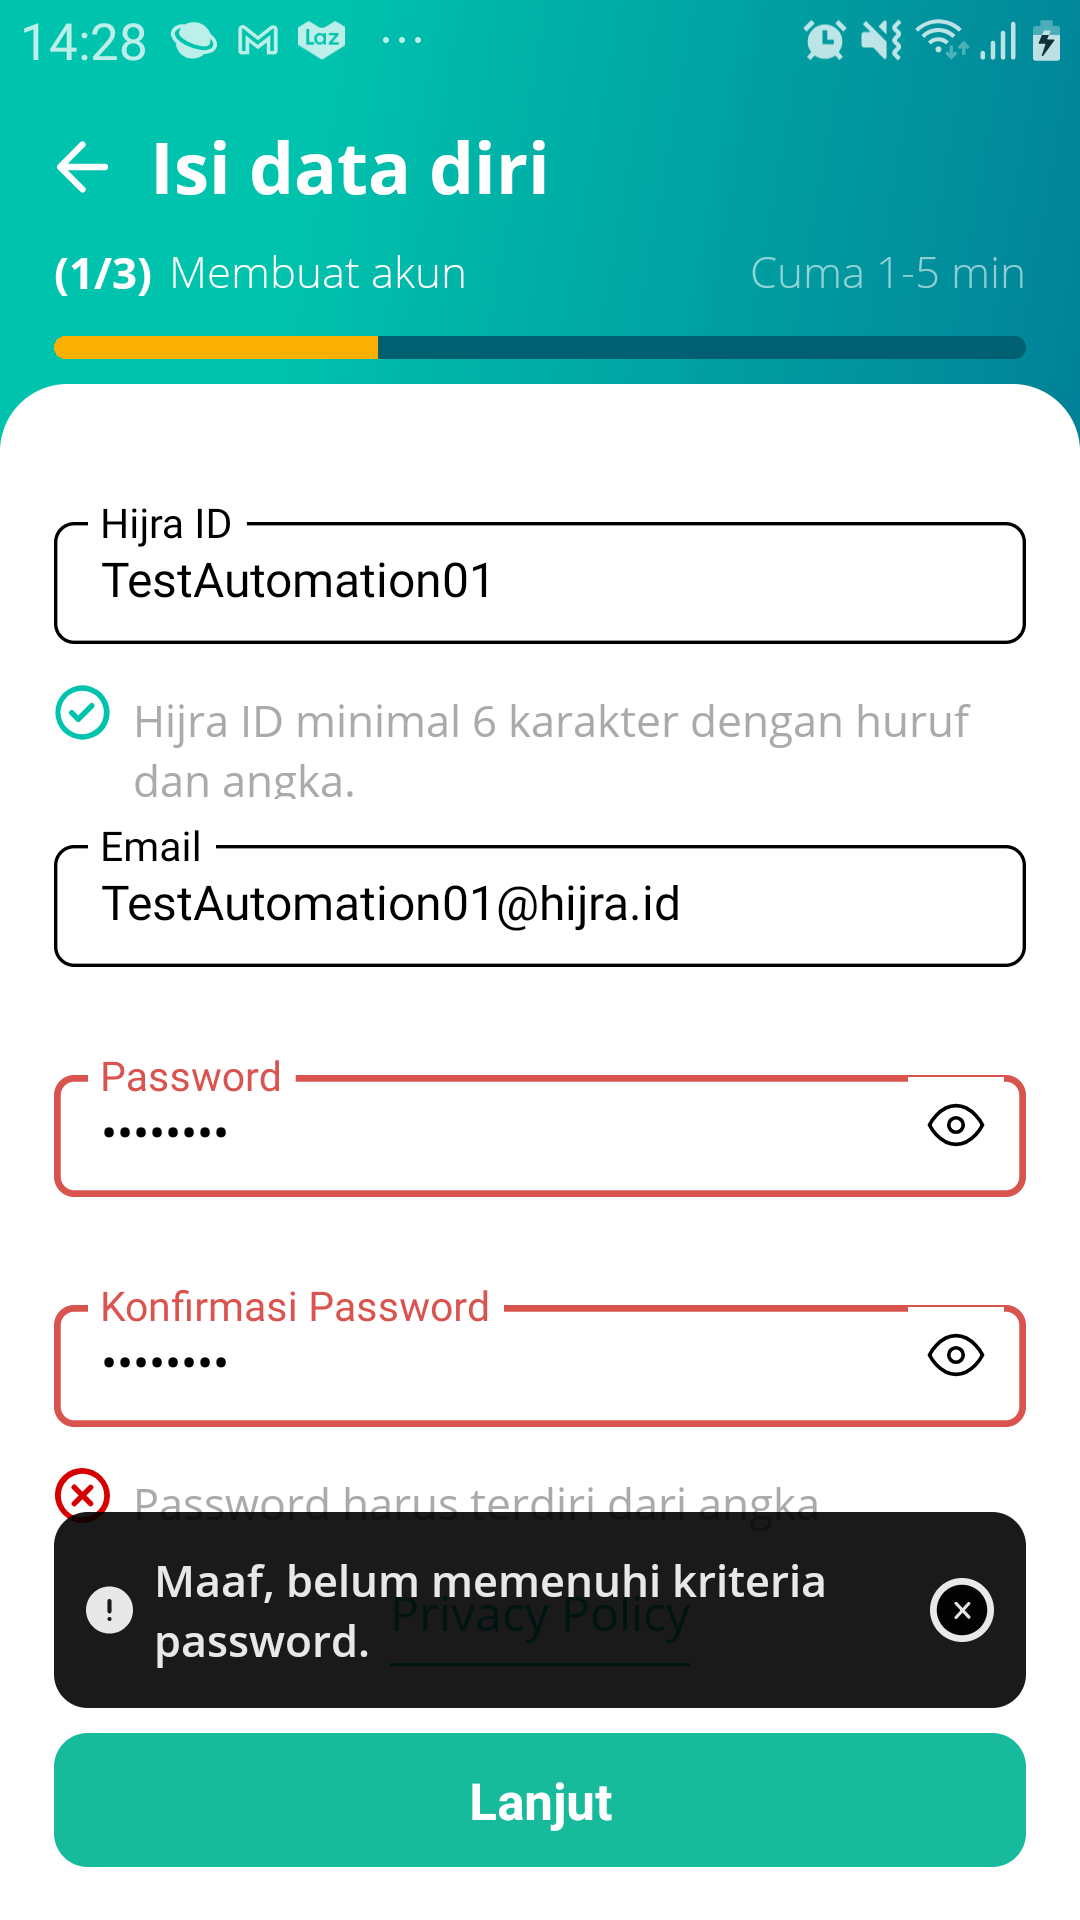 14:28 Laz
Isi data diri
(1/3) Membuat akun Cuma 1-5 min
Hijra ID
TestAutomation01
Hijra ID minimal 6 karakter dengan huruf
dan angka.
Email
TestAutomation01@hijra.id
Password
••••••••
Konfirmasi Password
••••••••
Password harus terdiri dari angka
Maaf, belum memenuhi kriteria
password.
Privacy Policy
Lanjut